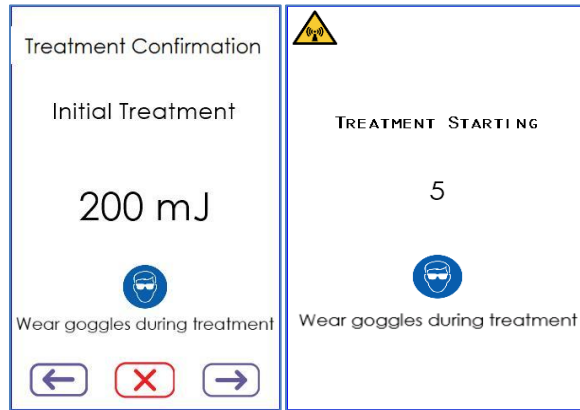 Treatment Confirmation
Initial Treatment
200 mJ
Wear goggles during treatment
TREATMENT STARTING
5
Wear goggles during treatment